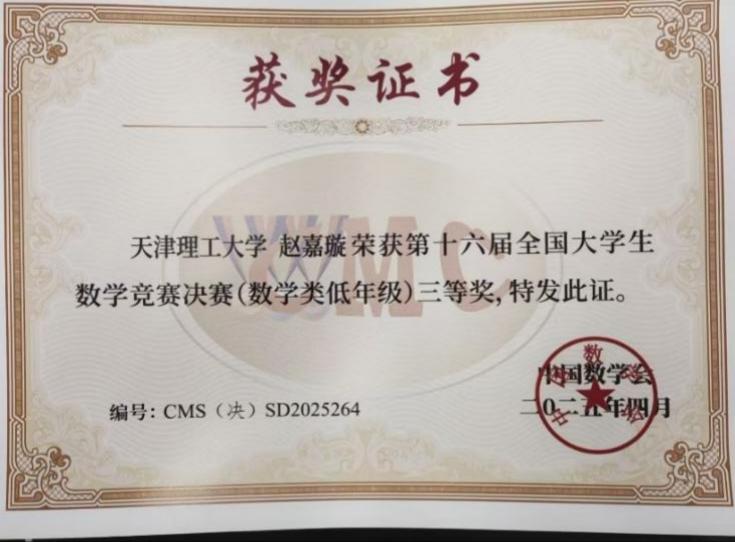 获奖证书
天津理工大学 赵嘉璇荣获第十六届全国大学生
数学竞赛决赛(数学类低年级)三等奖,特发此证。
中国数学会
编号: CMS（决）SD2025264
二〇二五年四月